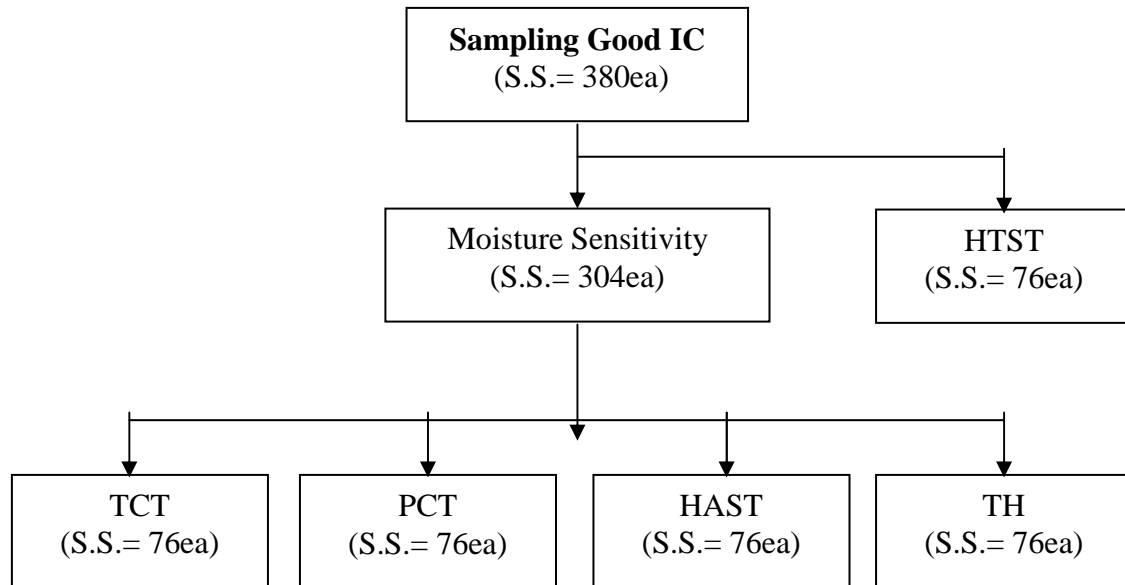 Sampling Good IC
(S.S.= 380ea)
Moisture Sensitivity
(S.S.= 304ea)
HTST
(S.S.= 76ea)
TCT
(S.S.= 76ea)
PCT
(S.S.= 76ea)
HAST
(S.S.= 76ea)
TH
(S.S.= 76ea)